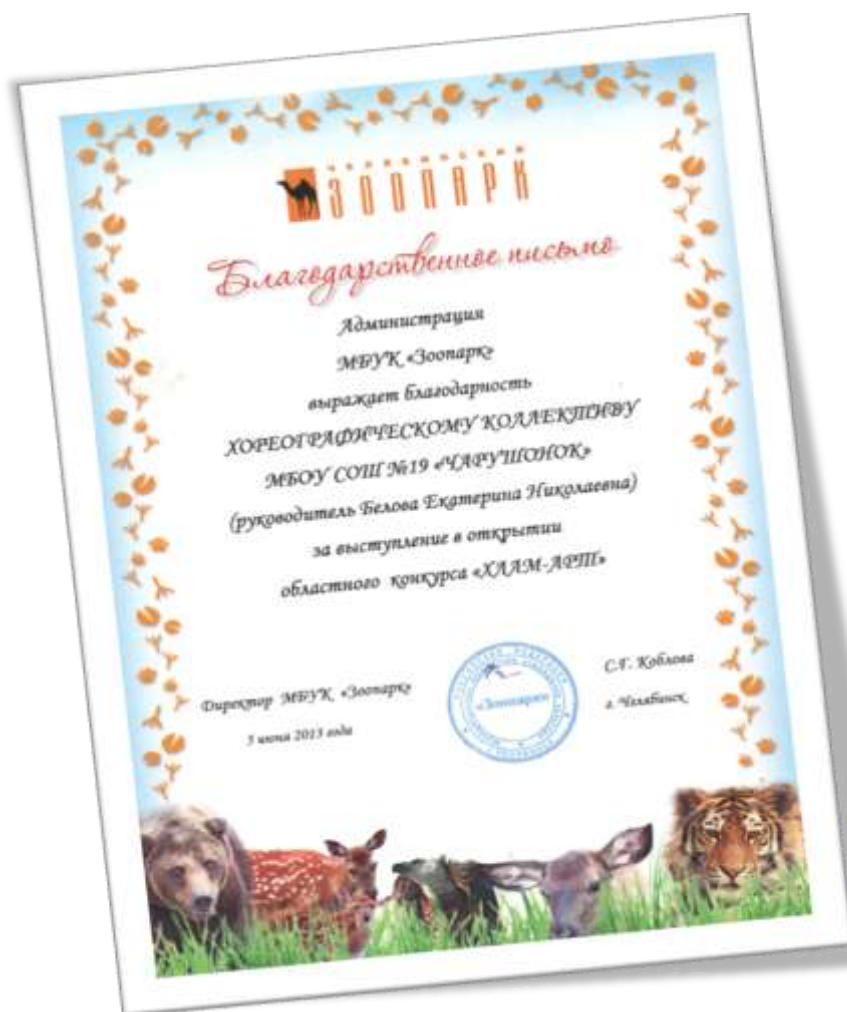 ЧЕЛЯБИНСКИЙ
ЗООПАРК
Благодарственное письмо
Администрация
МБУК «Зоопарк»
выражает благодарность
ХОРЕОГРАФИЧЕСКОМУ КОЛЛЕКТИВУ
МБОУ СОШ №19 «ЧАРУШОНОК»
(руководитель Белова Екатерина Николаевна)
за выступление в открытии
областного конкурса «ХЛАМ-АРТ»
Директор МБУК «Зоопарк» С.Г. Коблова
5 июня 2013 года г. Челябинск
«Зоопарк»